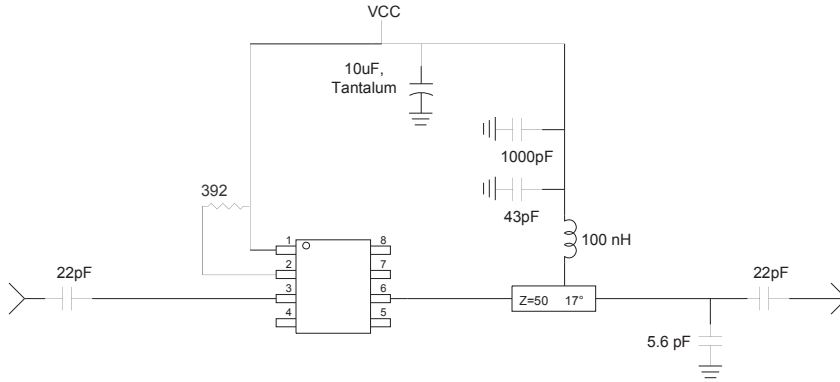 VCC
10uF,
Tantalum
1000pF
392
43pF
100 nH
1 8
2 7
3 6
4 5
22pF
Z=50 17°
22pF
5.6 pF